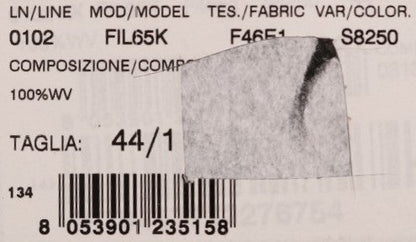 LN/LINE MOD/MODEL TES./FABRIC VAR/COLOR.
0102 FIL65K F46E1 S8250
COMPOSIZIONE/COMPO
100%WV
TAGLIA: 44/1
134
8 053901 235158
276754